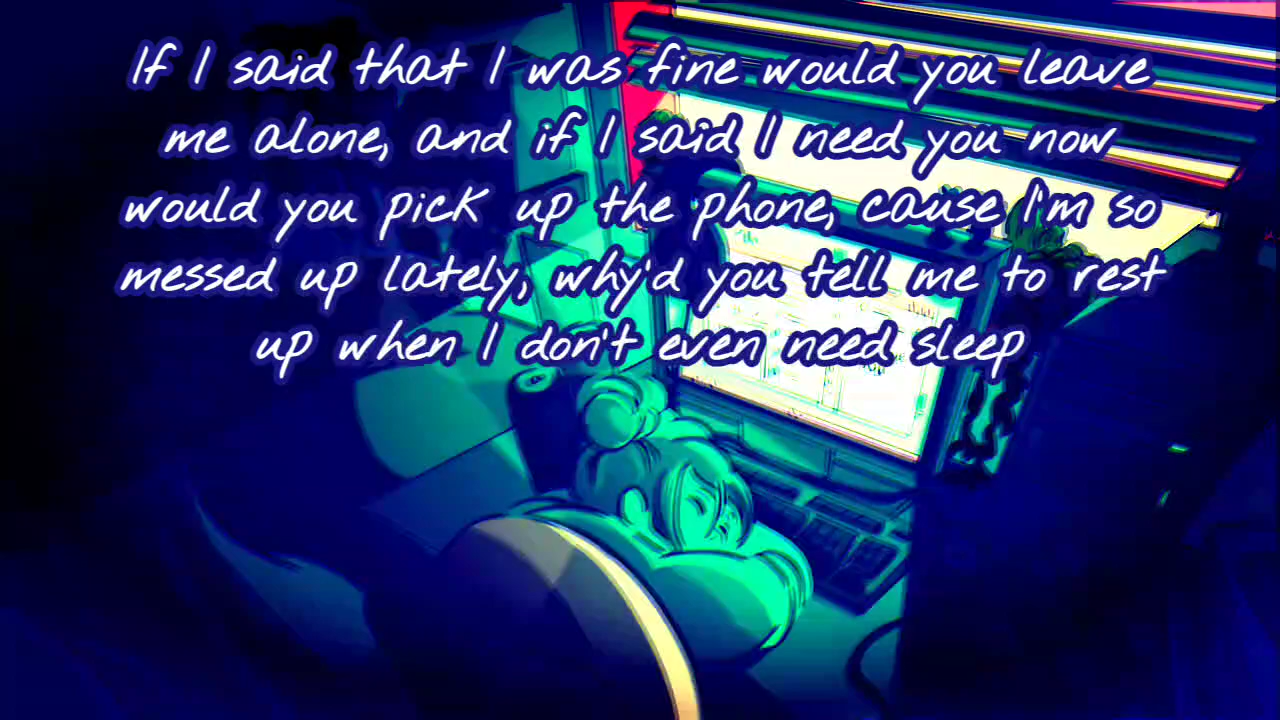 If I said that I was fine would you leave
me alone, and if I said I need you now
would you pick up the phone, cause I'm so
messed up lately, why'd you tell me to rest
up when I don't even need sleep